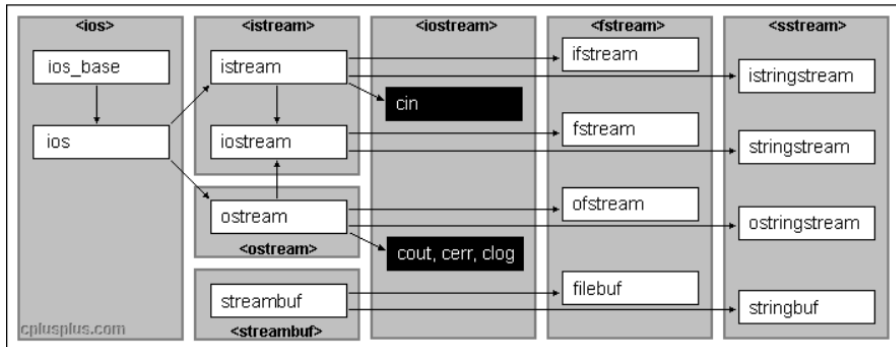 <ios>
ios_base
ios
cplusplus.com
<istream>
istream
iostream
ostream
<ostream>
streambuf
<streambuf>
<iostream>
cin
cout, cerr, clog
<fstream>
ifstream
fstream
ofstream
filebuf
<sstream>
istringstream
stringstream
ostringstream
stringbuf